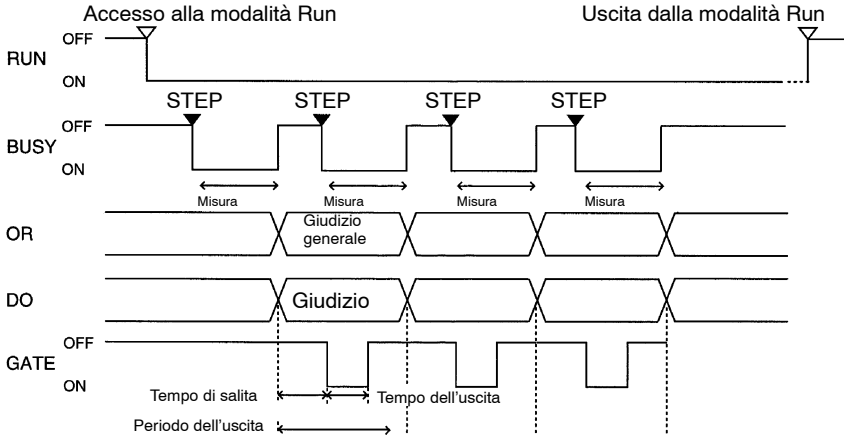 Accesso alla modalità Run
Uscita dalla modalità Run
OFF
RUN
ON
STEP
STEP
STEP
STEP
OFF
BUSY
ON
Misura
Misura
Misura
Misura
OR
Giudizio
generale
DO
Giudizio
OFF
GATE
ON
Tempo di salita
Tempo dell'uscita
Periodo dell'uscita